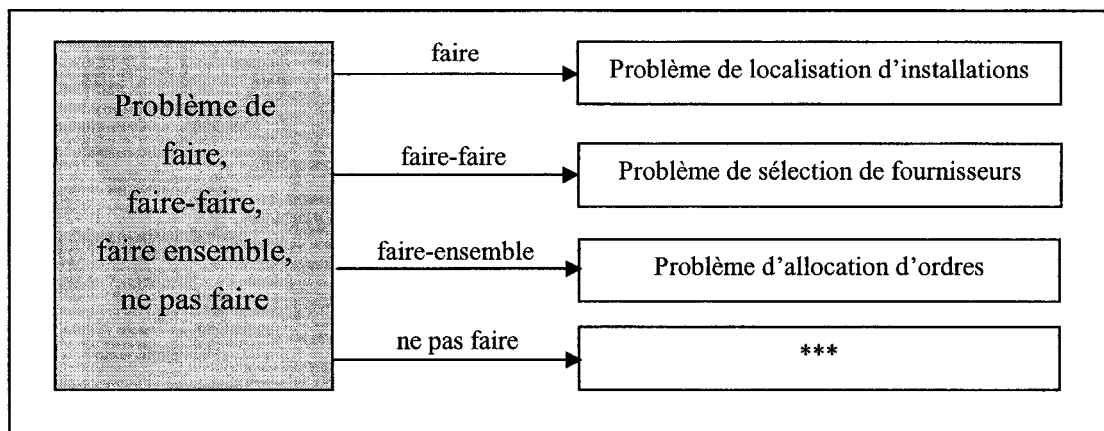 Problème de
faire,
faire-faire,
faire ensemble,
ne pas faire
faire
Problème de localisation d'installations
faire-faire
Problème de sélection de fournisseurs
faire-ensemble
Problème d'allocation d'ordres
ne pas faire
***